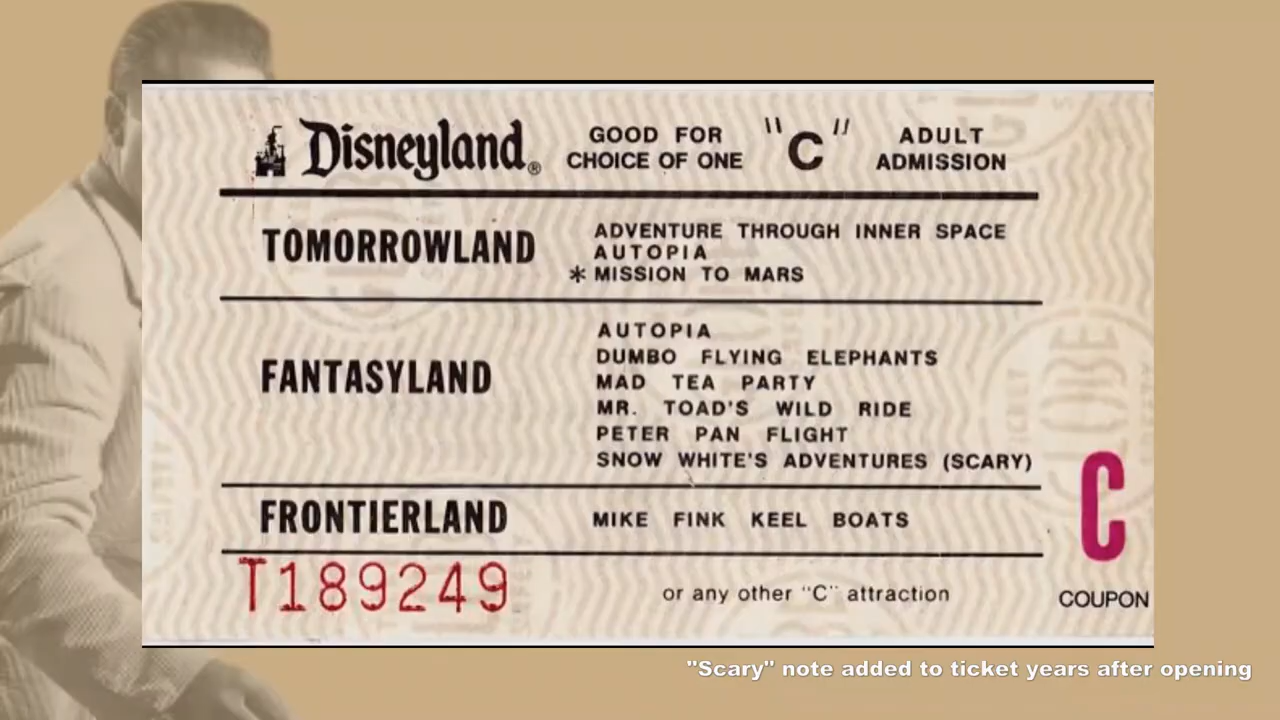 Disneyland®
GOOD FOR
CHOICE OF ONE
"C"
ADULT
ADMISSION
TOMORROWLAND
ADVENTURE THROUGH INNER SPACE
AUTOPIA
* MISSION TO MARS
FANTASYLAND
AUTOPIA
DUMBO FLYING ELEPHANTS
MAD TEA PARTY
MR. TOAD'S WILD RIDE
PETER PAN FLIGHT
SNOW WHITE'S ADVENTURES (SCARY)
FRONTIERLAND
MIKE FINK KEEL BOATS
C
COUPON
T189249
or any other "C" attraction
"Scary" note added to ticket years after opening